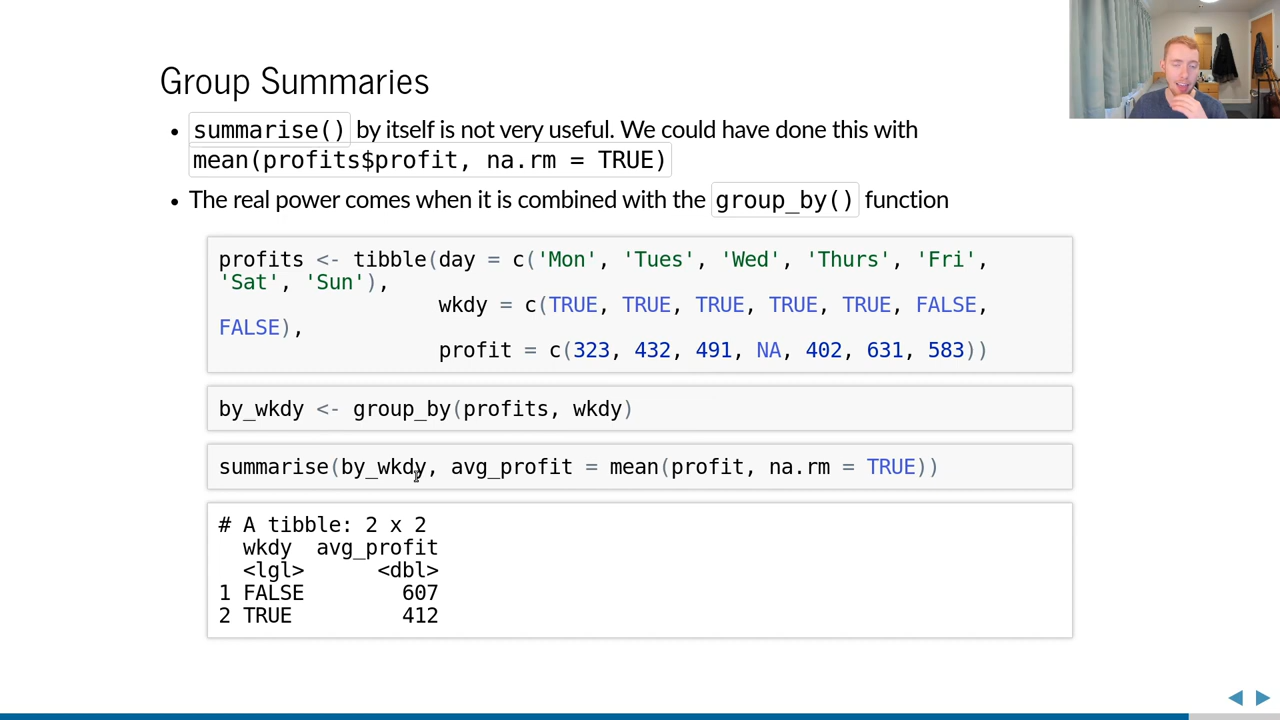 Group Summaries
• summarise() by itself is not very useful. We could have done this with
mean(profits$profit, na.rm = TRUE)
• The real power comes when it is combined with the group_by() function
profits <- tibble(day = c('Mon', 'Tues', 'Wed', 'Thurs', 'Fri',
'Sat', 'Sun'),
wkdy = c(TRUE, TRUE, TRUE, TRUE, TRUE, FALSE,
FALSE),
profit = c(323, 432, 491, NA, 402, 631, 583))
by_wkdy <- group_by(profits, wkdy)
summarise(by_wkdy, avg_profit = mean(profit, na.rm = TRUE))
# A tibble: 2 x 2
wkdy avg_profit
<lgl> <dbl>
1 FALSE 607
2 TRUE 412